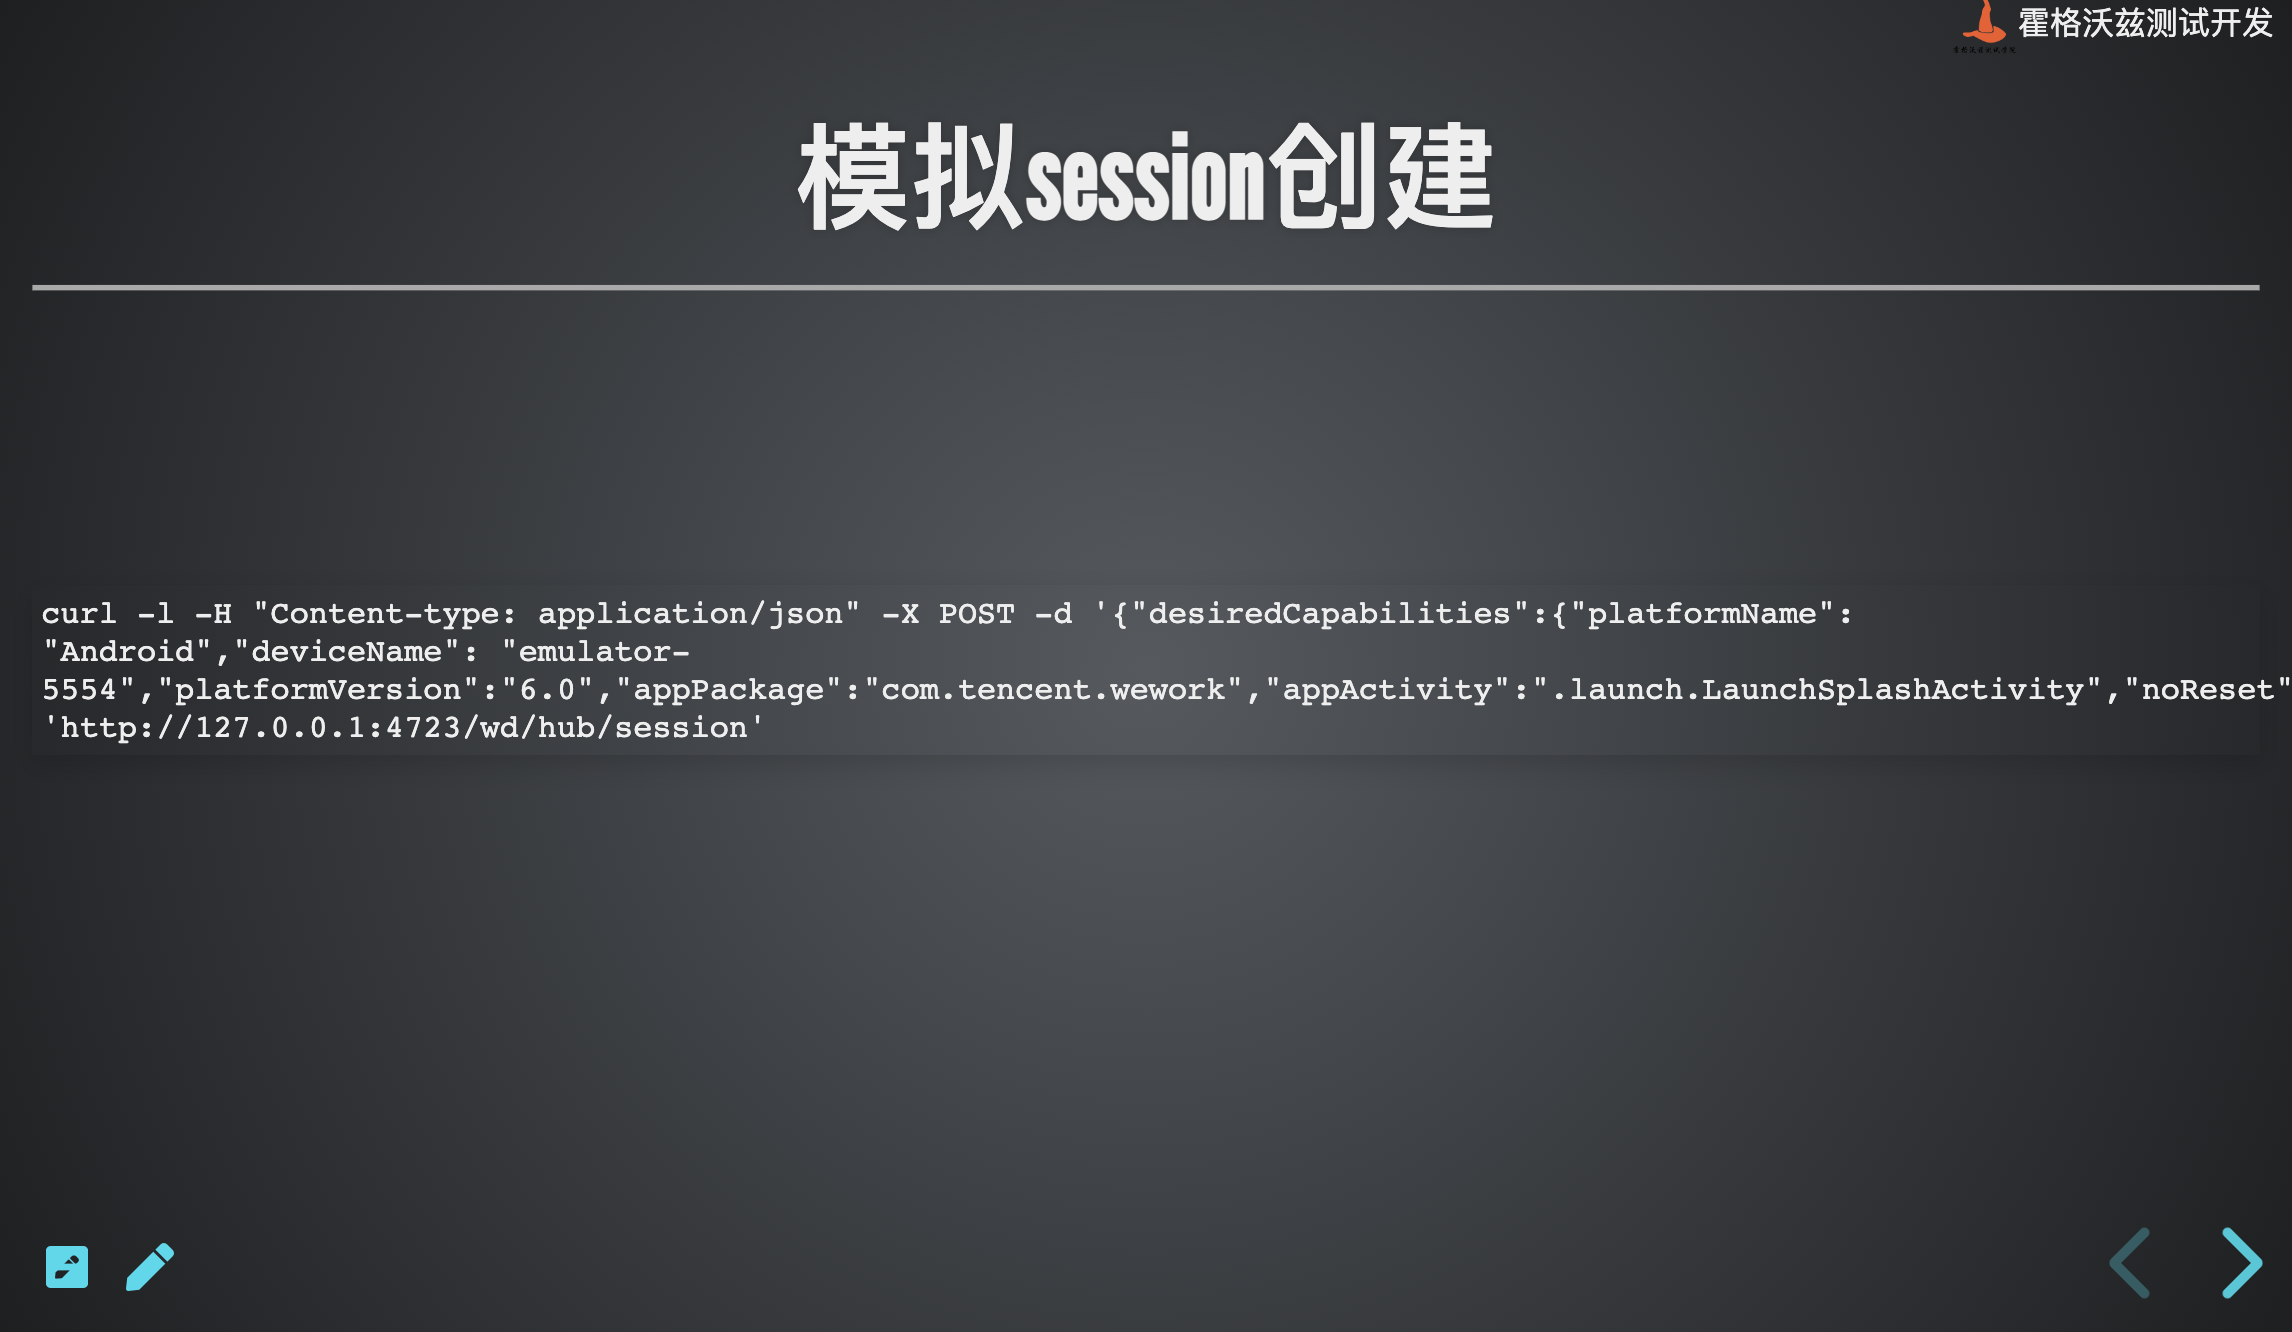 霍格沃兹测试开发
模拟session创建
curl -l -H "Content-type: application/json" -X POST -d '{"desiredCapabilities":{"platformName":
"Android","deviceName": "emulator-
5554","platformVersion":"6.0","appPackage":"com.tencent.wework","appActivity":".launch.LaunchSplashActivity","noReset"
'http://127.0.0.1:4723/wd/hub/session'